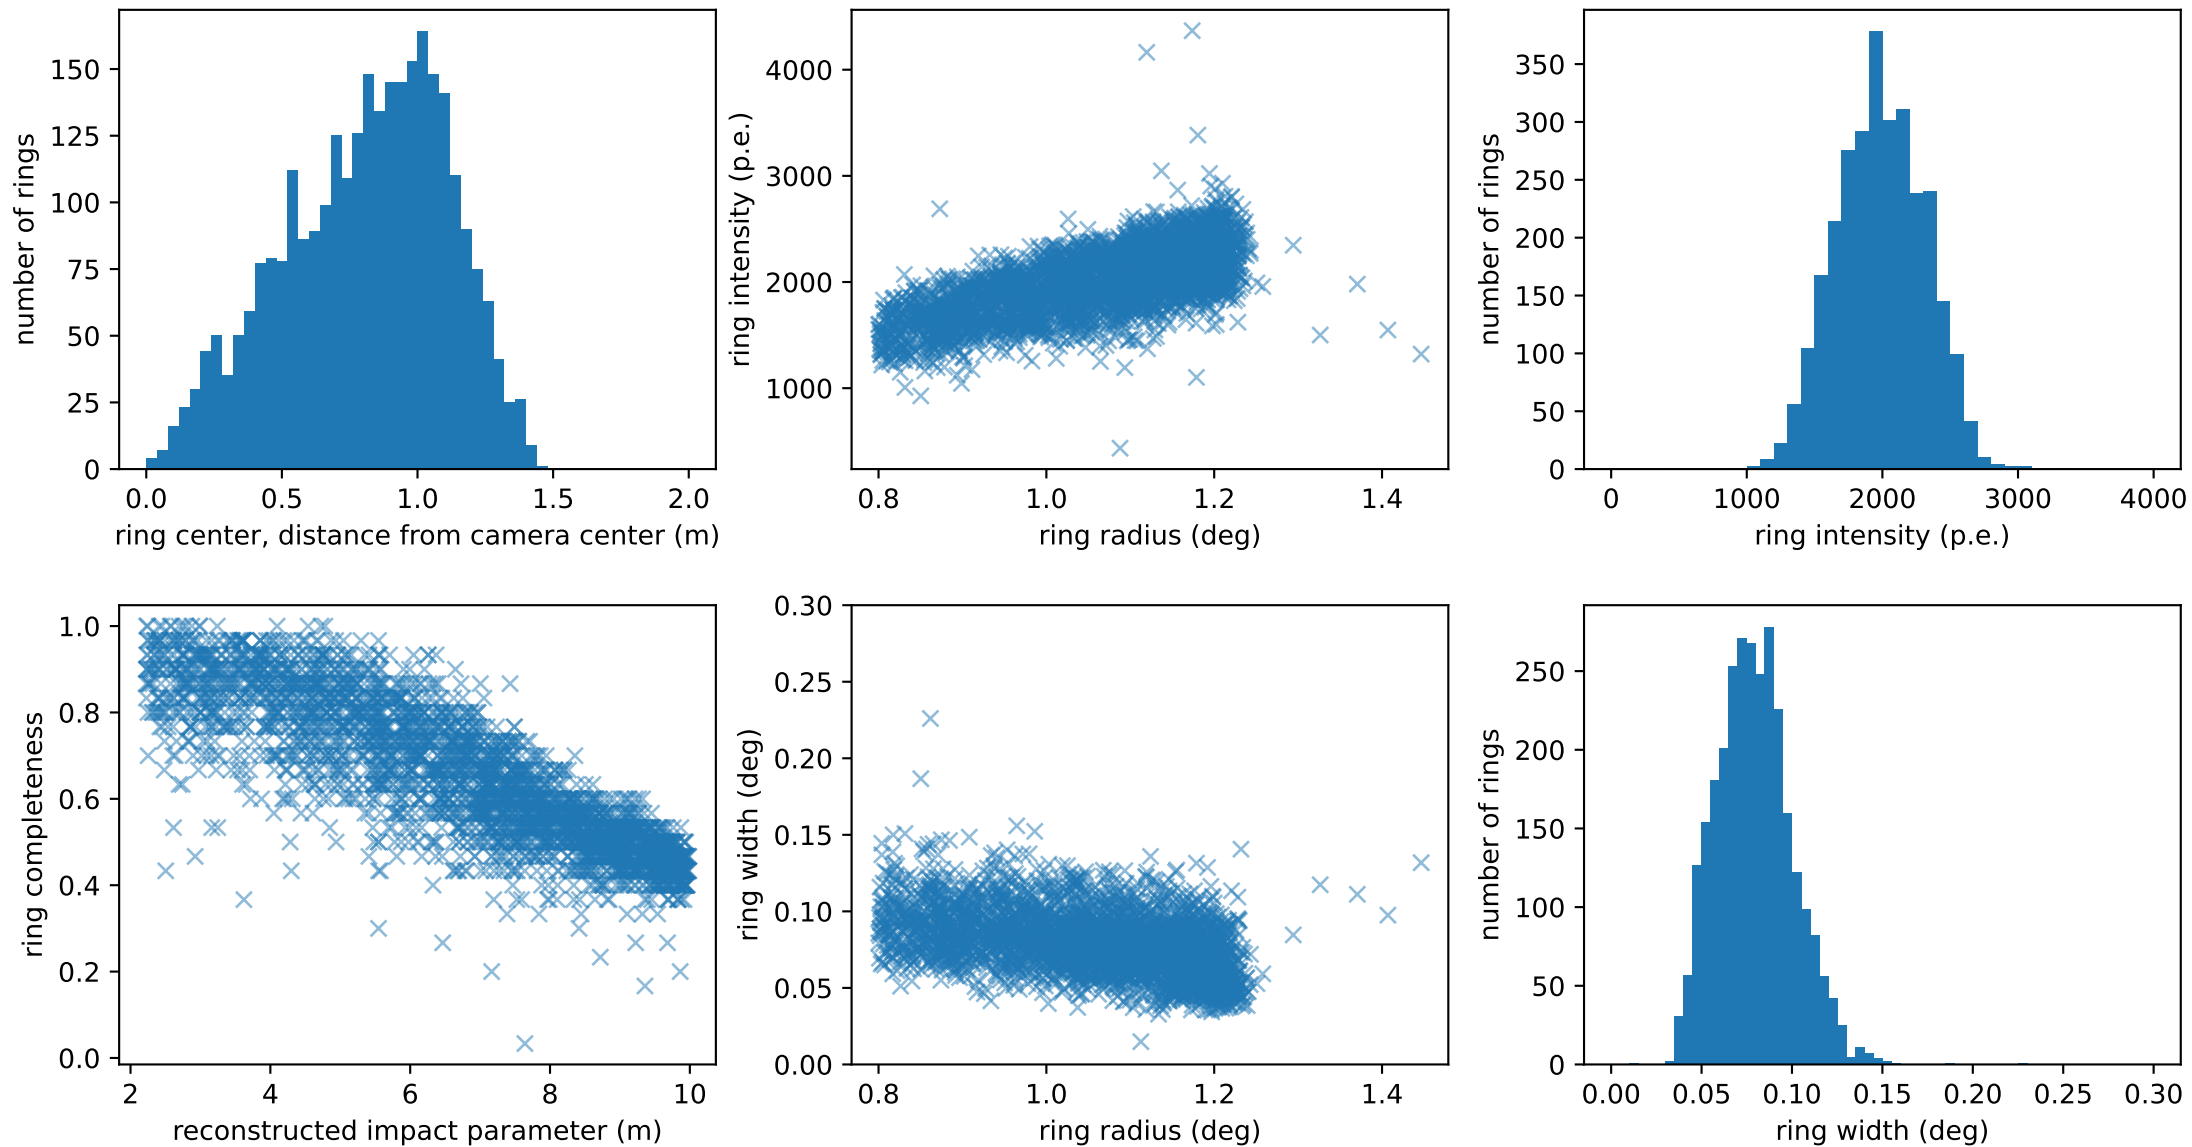 number of rings
150
125
100
75
50
25
0
0.0 0.5 1.0 1.5 2.0
ring center, distance from camera center (m)
ring intensity (p.e.)
4000
3000
2000
1000
0.8 1.0 1.2 1.4
ring radius (deg)
number of rings
350
300
250
200
150
100
50
0
0 1000 2000 3000 4000
ring intensity (p.e.)
ring completeness
1.0
0.8
0.6
0.4
0.2
0.0
2 4 6 8 10
reconstructed impact parameter (m)
ring width (deg)
0.30
0.25
0.20
0.15
0.10
0.05
0.00
0.8 1.0 1.2 1.4
ring radius (deg)
number of rings
250
200
150
100
50
0
0.00 0.05 0.10 0.15 0.20 0.25 0.30
ring width (deg)